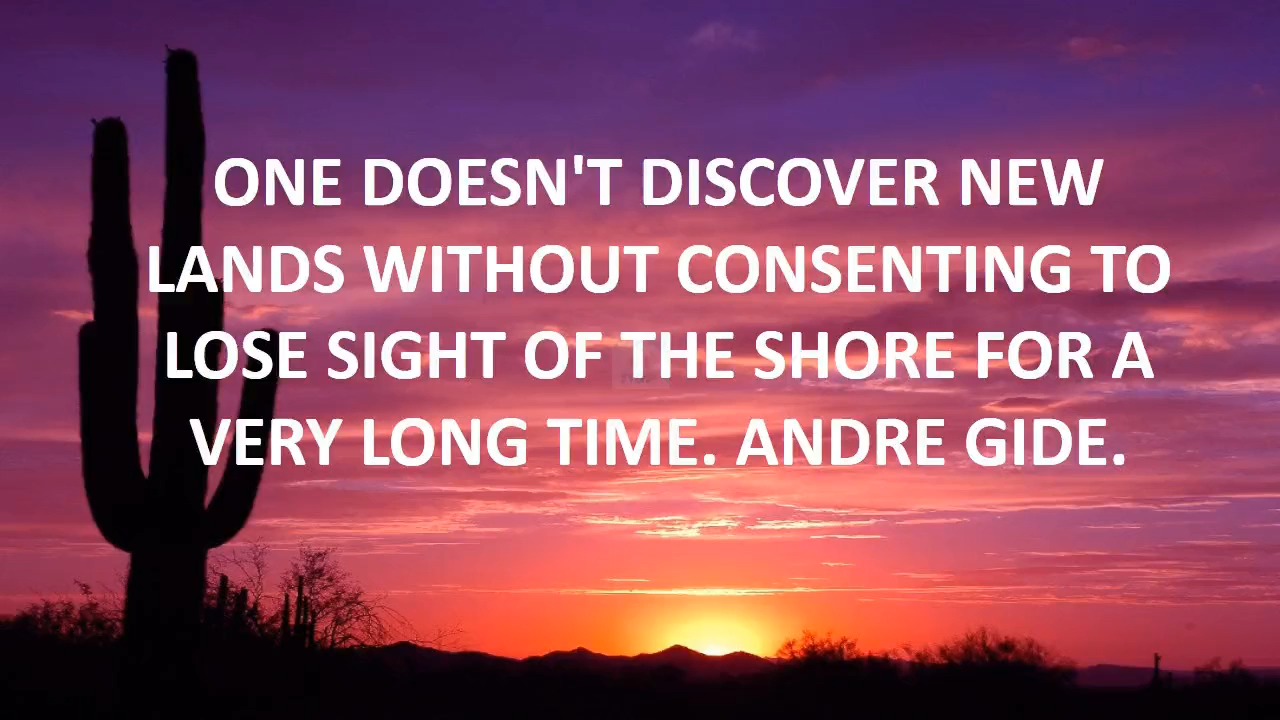 ONE DOESN'T DISCOVER NEW
LANDS WITHOUT CONSENTING TO
LOSE SIGHT OF THE SHORE FOR A
VERY LONG TIME. ANDRE GIDE.